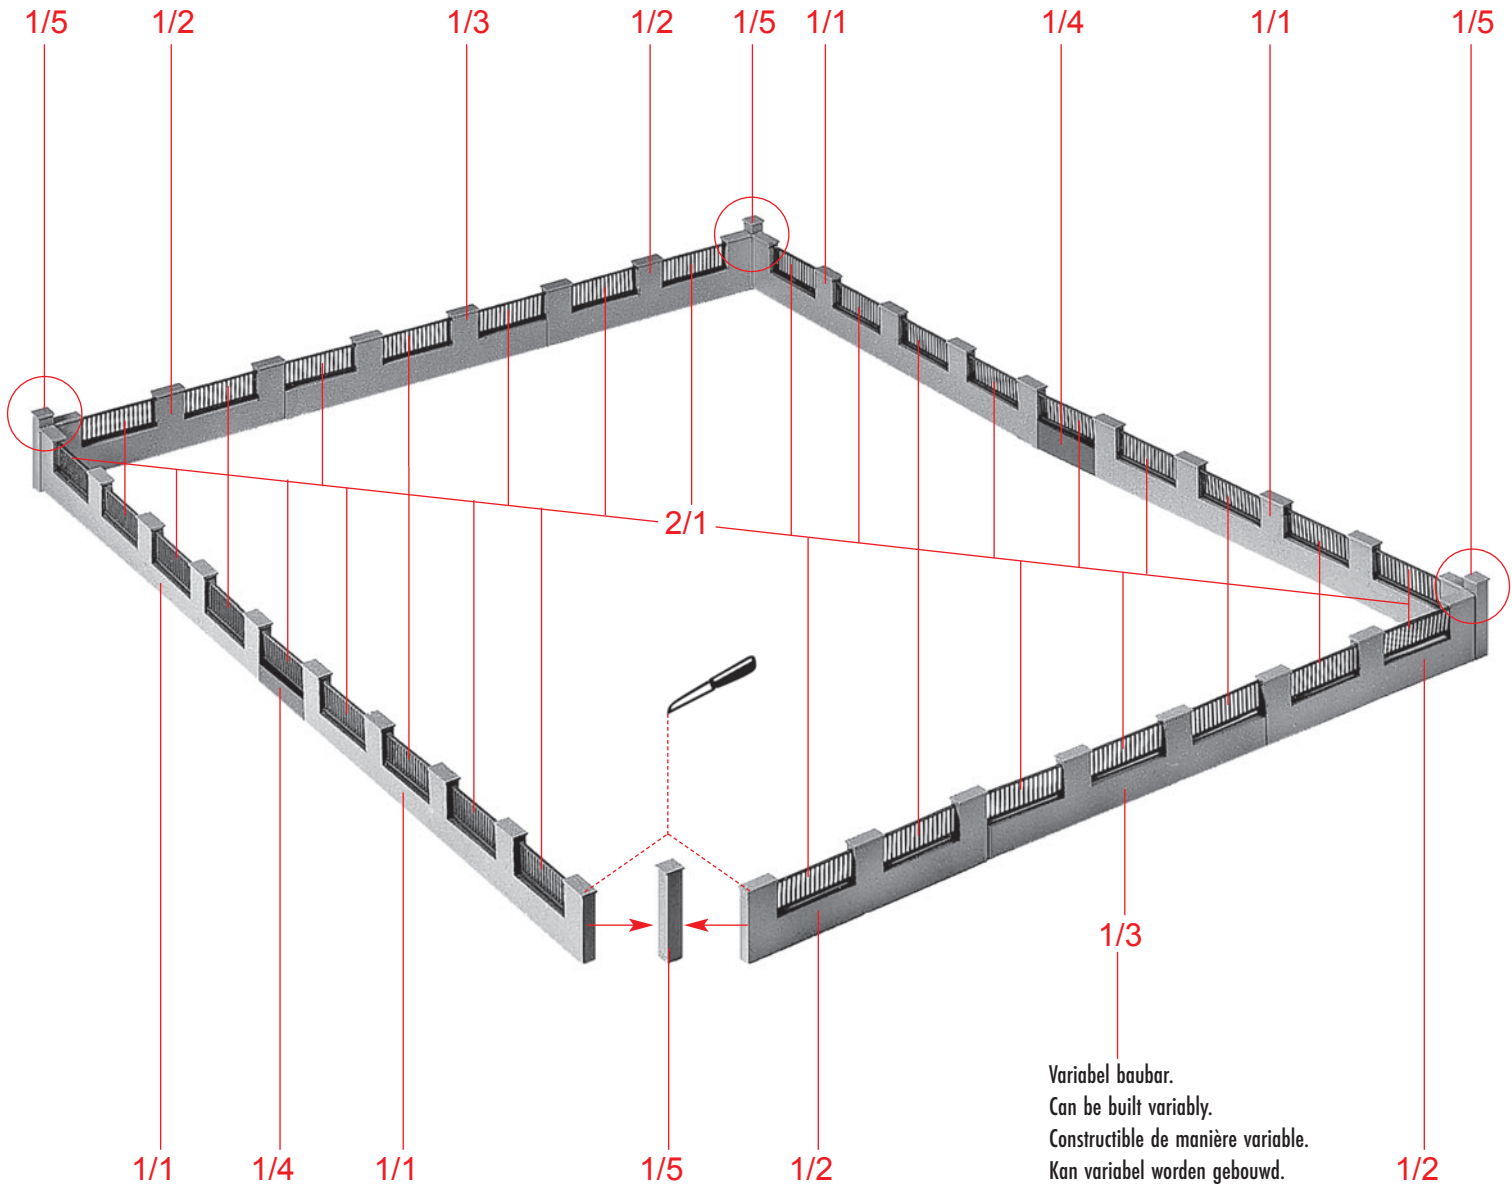 1/5 1/2 1/3 1/2 1/5 1/1 1/4 1/1 1/5
2/1
1/3
Variabel baubar.
Can be built variably.
Constructible de manière variable.
Kan variabel worden gebouwd.
1/1 1/4 1/1 1/5 1/2 1/2